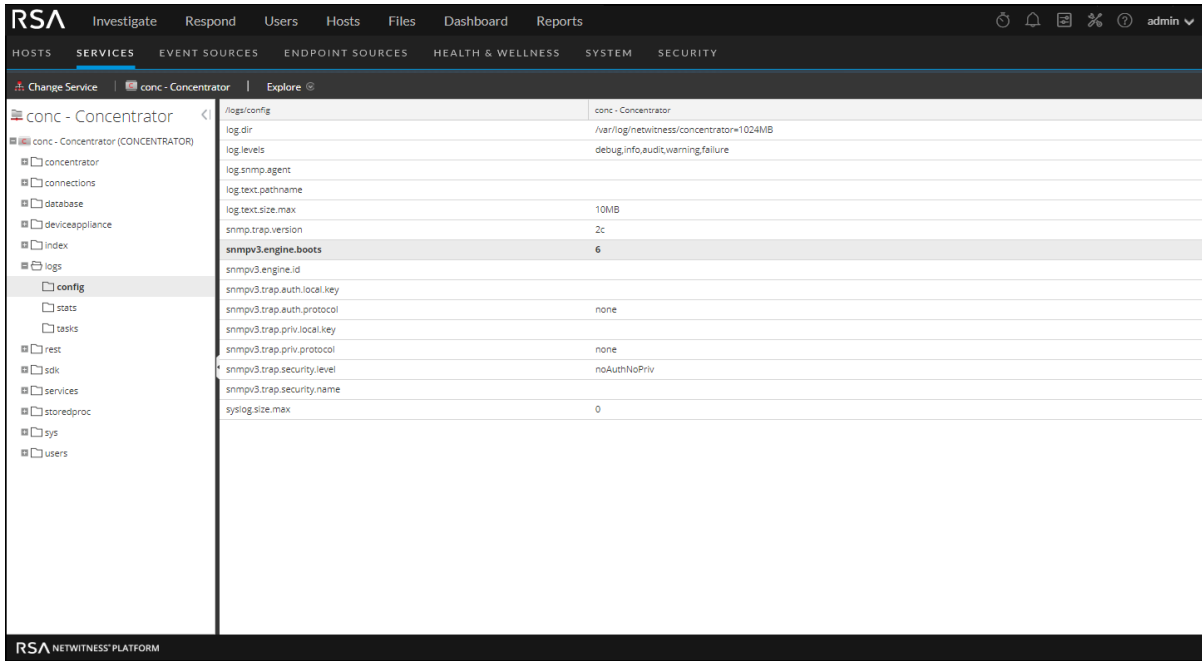 RSA Investigate Respond Users Hosts Files Dashboard Reports admin
HOSTS SERVICES EVENT SOURCES ENDPOINT SOURCES HEALTH & WELLNESS SYSTEM SECURITY
Change Service conc - Concentrator Explore
conc - Concentrator
conc - Concentrator (CONCENTRATOR)
concentrator
connections
database
deviceappliance
index
logs
config
stats
tasks
rest
sdk
services
storedproc
sys
users
/logs/config conc - Concentrator
log.dir /var/log/netwitness/concentrator=1024MB
log.levels debug,info,audit,warning,failure
log.snmp.agent
log.text.pathname
log.text.size.max 10MB
snmp.trap.version 2c
snmpv3.engine.boots 6
snmpv3.engine.id
snmpv3.trap.auth.local.key
snmpv3.trap.auth.protocol none
snmpv3.trap.priv.local.key
snmpv3.trap.priv.protocol none
snmpv3.trap.security.level noAuthNoPriv
snmpv3.trap.security.name
syslog.size.max 0
RSA NETWITNESS® PLATFORM